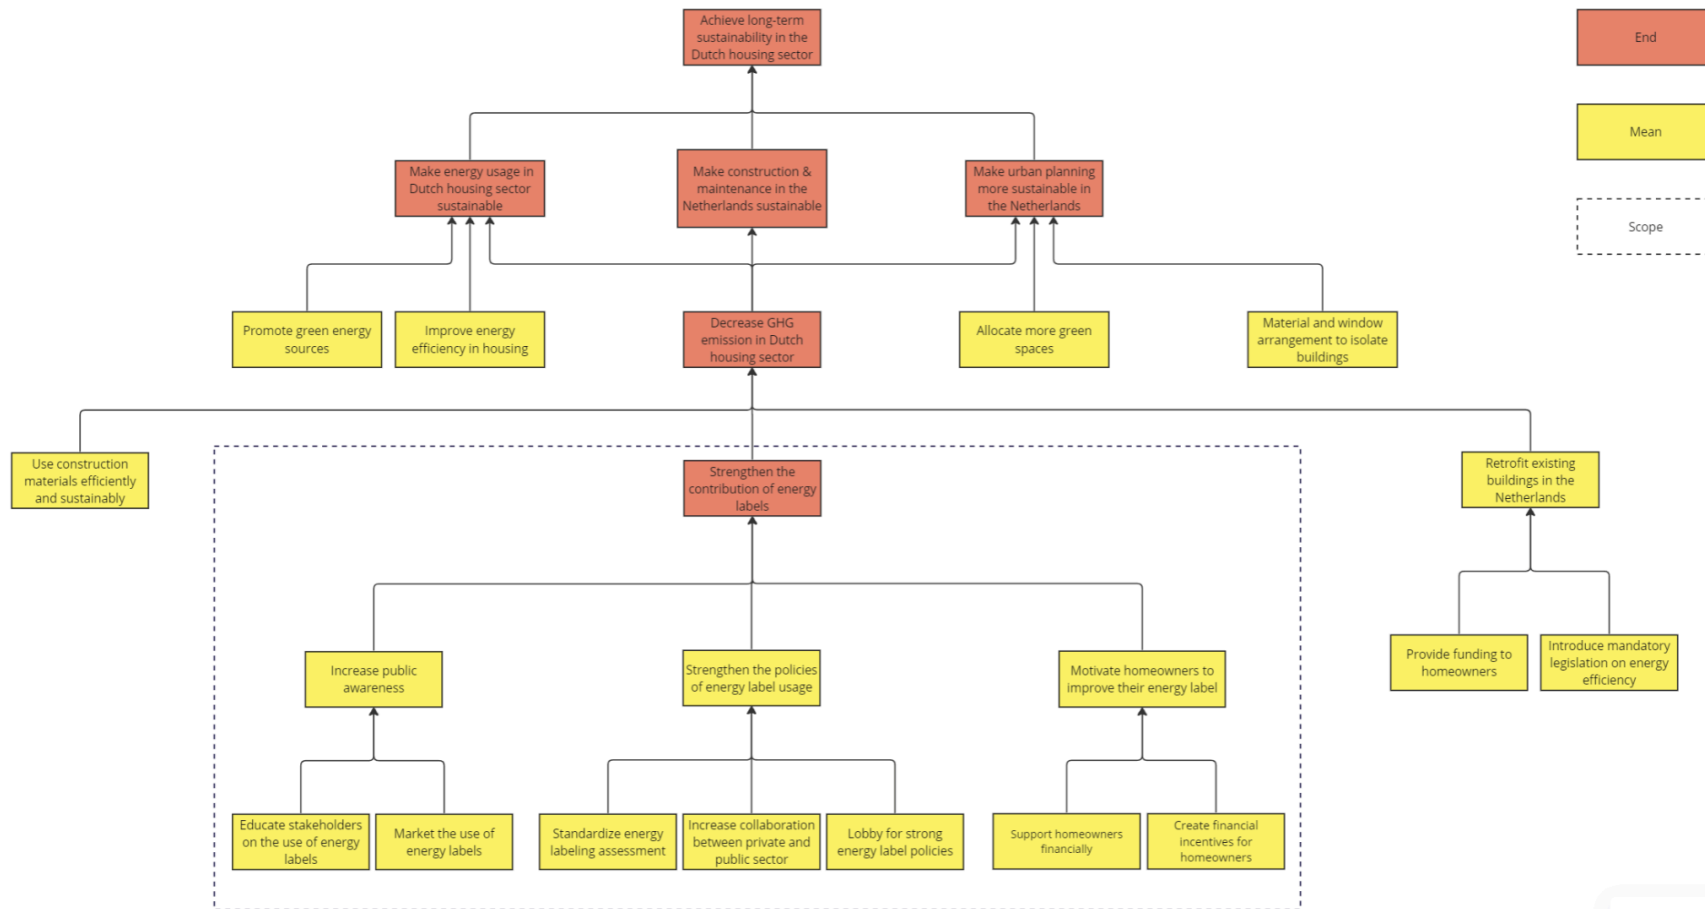 Achieve long-term
sustainability in the
Dutch housing sector
End
Mean
Make energy usage in
Dutch housing sector
sustainable
Make construction &
maintenance in the
Netherlands sustainable
Make urban planning
more sustainable in
the Netherlands
Scope
Promote green energy
sources
Improve energy
efficiency in housing
Decrease GHG
emission in Dutch
housing sector
Allocate more green
spaces
Material and window
arrangement to isolate
buildings
Use construction
materials efficiently
and sustainably
Strengthen the
contribution of energy
labels
Retrofit existing
buildings in the
Netherlands
Increase public
awareness
Strengthen the policies
of energy label usage
Motivate homeowners to
improve their energy label
Provide funding to
homeowners
Introduce mandatory
legislation on energy
efficiency
Educate stakeholders
on the use of energy
labels
Market the use of
energy labels
Standardize energy
labeling assessment
Increase collaboration
between private and
public sector
Lobby for strong
energy label policies
Support homeowners
financially
Create financial
incentives for
homeowners